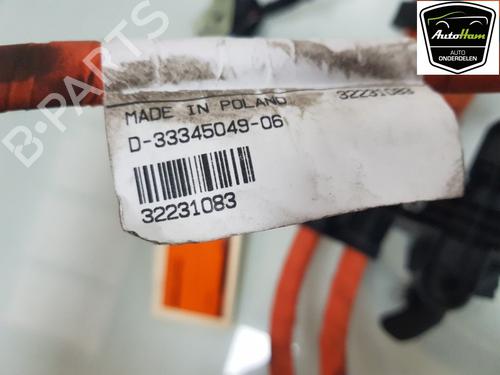 AutoHam
AUTO
ONDERDELEN
B-PARTS
MADE IN POLAND
32231083
D-33345049-06
32231083